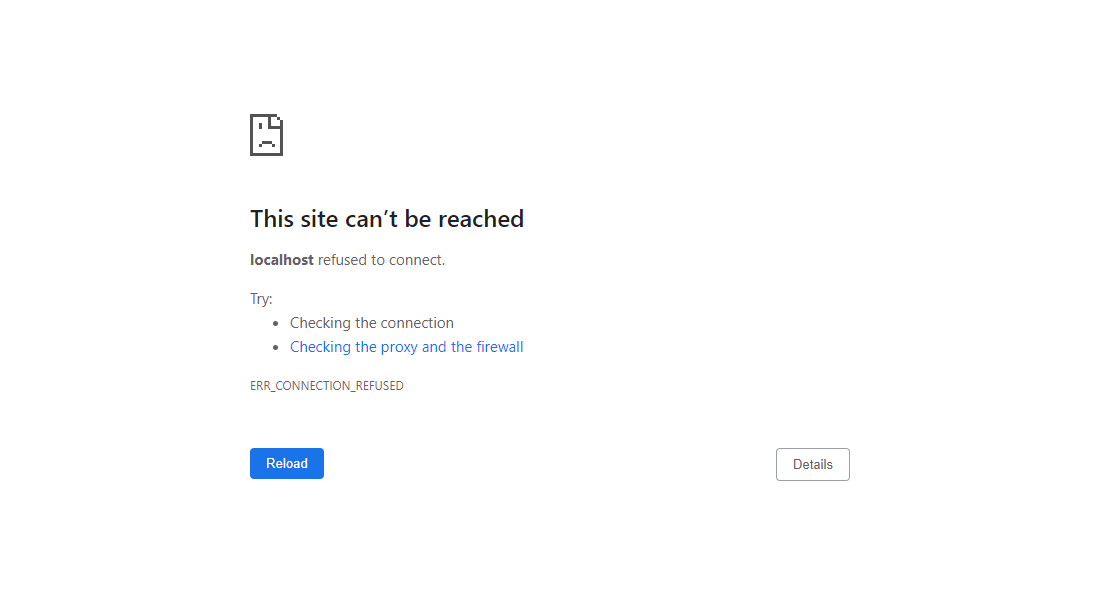 This site can’t be reached
localhost refused to connect.
Try:
• Checking the connection
• Checking the proxy and the firewall
ERR_CONNECTION_REFUSED
Reload
Details